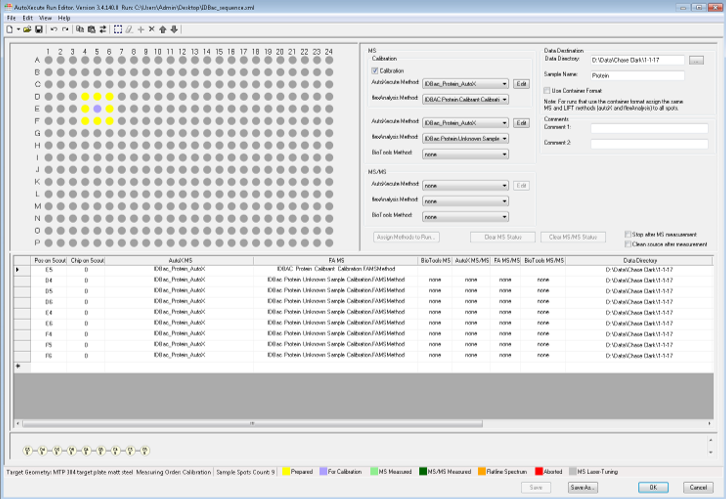 AutoXecute Run Editor, Version 3.4.140.0 Run: C:\Users\Admin\Desktop\IDBac_sequence.xml
File Edit View Help
1 2 3 4 5 6 7 8 9 10 11 12 13 14 15 16 17 18 19 20 21 22 23 24
A
B
C
D
E
F
G
H
I
J
K
L
M
N
O
P
MS
Calibration
Calibration
AutoXecute Method: IDBac_Protein_AutoX Edit
flexAnalysis Method: IDBAC Protein Calibrant Calibrati
AutoXecute Method: IDBac_Protein_AutoX Edit
flexAnalysis Method: IDBac Protein Unknown Sample
BioTools Method: none
MS/MS
AutoXecute Method: none Edit
flexAnalysis Method: none
BioTools Method: none
Assign Methods to Run... Clear MS Status Clear MS/MS Status
Data Destination
Data Directory: D:\Data\Chase Clark\1-1-17 ...
Sample Name: Protein
Use Container Format
Note: For runs that use the container format assign the same
MS and LIFT methods (autoX and flexAnalysis) to all spots.
Comments
Comment 1:
Comment 2:
Stop after MS measurement
Clean source after measurement
Pos on Scout Chip on Scout AutoX MS FA MS BioTools MS AutoX MS/MS FA MS/MS BioTools MS/MS Data Directory
E5 0 IDBac_Protein_AutoX IDBAC Protein Calibrant Calibration.FAMSMethod D:\Data\Chase Clark\1-1-17
D4 0 IDBac_Protein_AutoX IDBac Protein Unknown Sample Calibration.FAMSMethod none none none none D:\Data\Chase Clark\1-1-17
D5 0 IDBac_Protein_AutoX IDBac Protein Unknown Sample Calibration.FAMSMethod none none none none D:\Data\Chase Clark\1-1-17
D6 0 IDBac_Protein_AutoX IDBac Protein Unknown Sample Calibration.FAMSMethod none none none none D:\Data\Chase Clark\1-1-17
E4 0 IDBac_Protein_AutoX IDBac Protein Unknown Sample Calibration.FAMSMethod none none none none D:\Data\Chase Clark\1-1-17
E6 0 IDBac_Protein_AutoX IDBac Protein Unknown Sample Calibration.FAMSMethod none none none none D:\Data\Chase Clark\1-1-17
F4 0 IDBac_Protein_AutoX IDBac Protein Unknown Sample Calibration.FAMSMethod none none none none D:\Data\Chase Clark\1-1-17
F5 0 IDBac_Protein_AutoX IDBac Protein Unknown Sample Calibration.FAMSMethod none none none none D:\Data\Chase Clark\1-1-17
F6 0 IDBac_Protein_AutoX IDBac Protein Unknown Sample Calibration.FAMSMethod none none none none D:\Data\Chase Clark\1-1-17
Target Geometry: MTP 384 target plate matt steel Measuring Order: Calibration Sample Spots Count: 9 Prepared For Calibration MS Measured MS/MS Measured Flatline Spectrum Aborted MS Laser-Tuning
Save Save As... OK Cancel